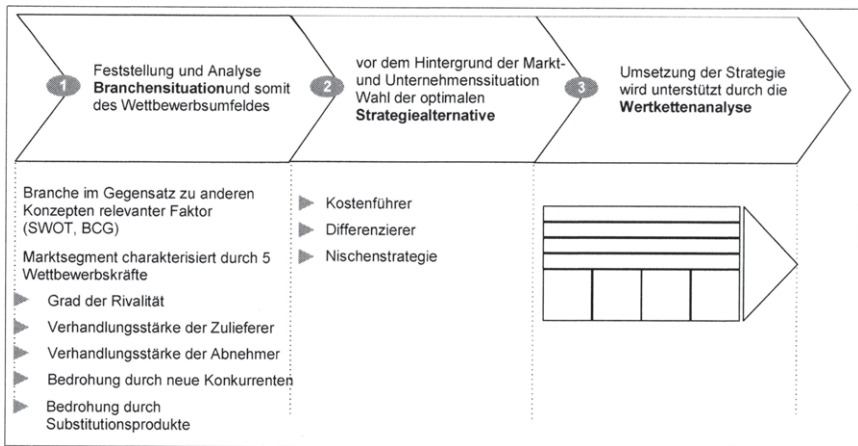 1
Feststellung und Analyse
Branchensituationund somit
des Wettbewerbsumfeldes
2
vor dem Hintergrund der Markt-
und Unternehmenssituation
Wahl der optimalen
Strategiealternative
3
Umsetzung der Strategie
wird unterstützt durch die
Wertkettenanalyse
Branche im Gegensatz zu anderen
Konzepten relevanter Faktor
(SWOT, BCG)
Marktsegment charakterisiert durch 5
Wettbewerbskräfte
Grad der Rivalität
Verhandlungsstärke der Zulieferer
Verhandlungsstärke der Abnehmer
Bedrohung durch neue Konkurrenten
Bedrohung durch
Substitutionsprodukte
Kostenführer
Differenzierer
Nischenstrategie